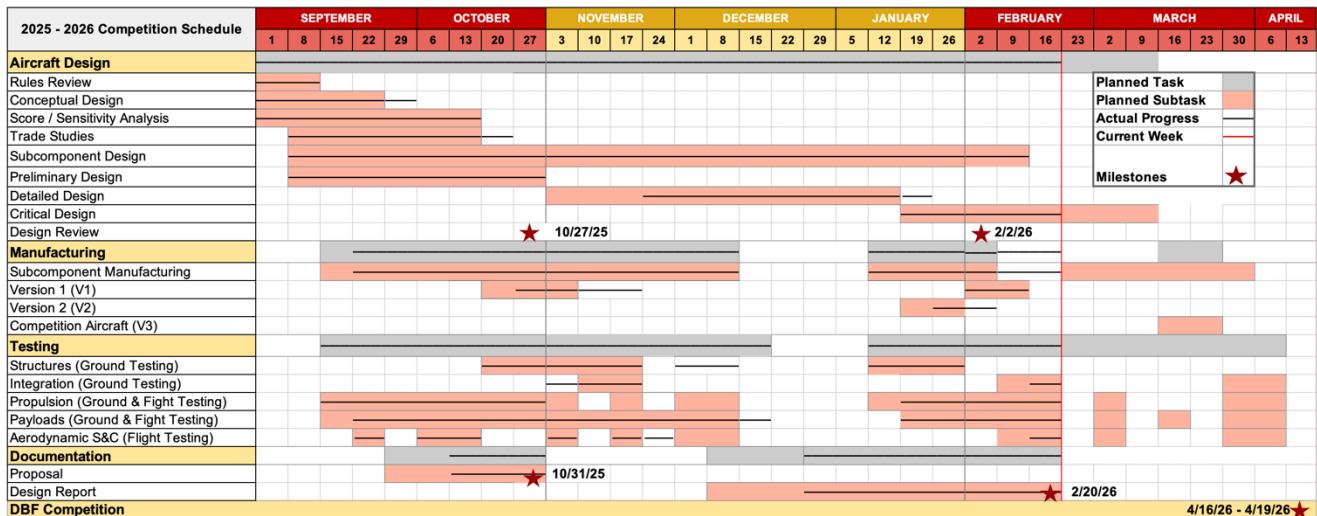 2025 - 2026 Competition Schedule
SEPTEMBER OCTOBER NOVEMBER DECEMBER JANUARY FEBRUARY MARCH APRIL
1 8 15 22 29 6 13 20 27 3 10 17 24 1 8 15 22 29 5 12 19 26 2 9 16 23 2 9 16 23 30 6 13
Aircraft Design
Rules Review
Planned Task
Conceptual Design
Planned Subtask
Score / Sensitivity Analysis
Actual Progress
Trade Studies
Current Week
Subcomponent Design
Preliminary Design
Milestones
Detailed Design
Critical Design
Design Review 10/27/25 2/2/26
Manufacturing
Subcomponent Manufacturing
Version 1 (V1)
Version 2 (V2)
Competition Aircraft (V3)
Testing
Structures (Ground Testing)
Integration (Ground Testing)
Propulsion (Ground & Fight Testing)
Payloads (Ground & Fight Testing)
Aerodynamic S&C (Flight Testing)
Documentation
Proposal 10/31/25
Design Report 2/20/26
DBF Competition 4/16/26 - 4/19/26